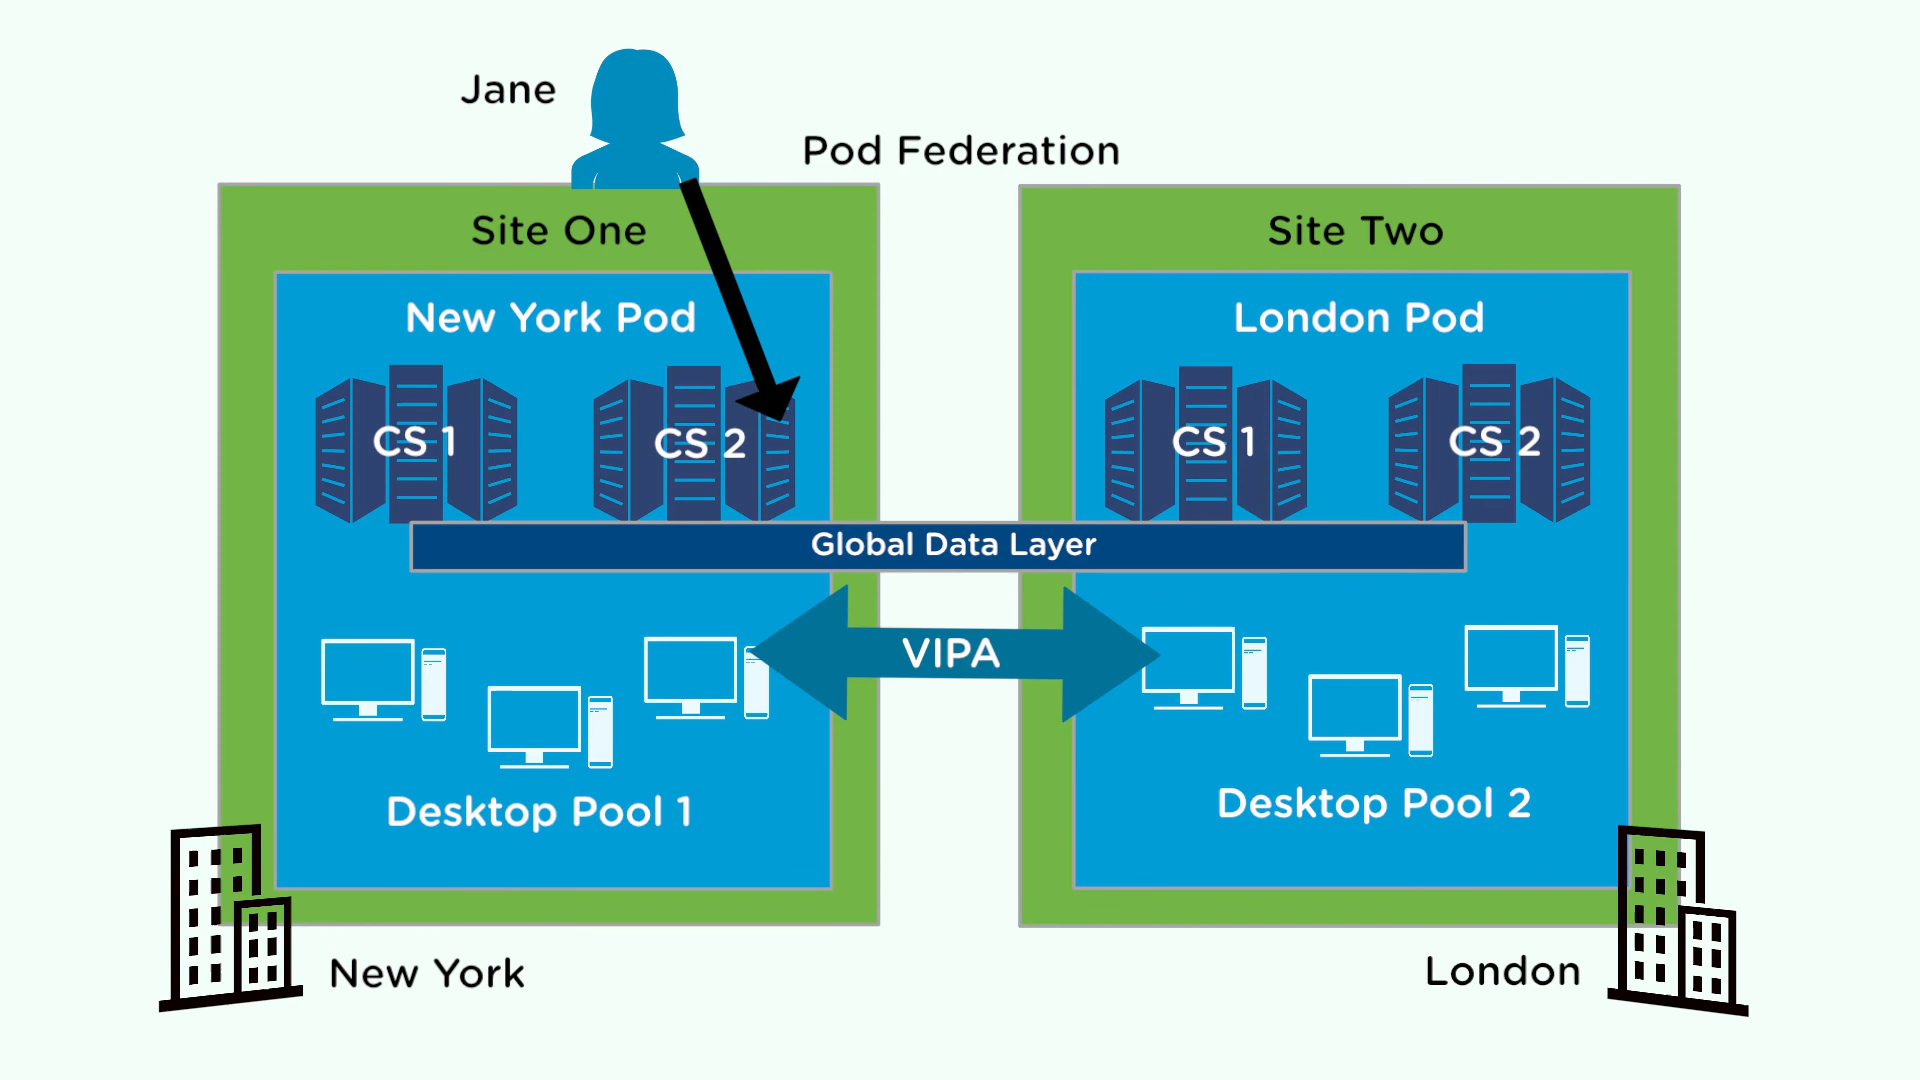 Jane
Pod Federation
Site One
Site Two
New York Pod
London Pod
CS 1
CS 2
CS 1
CS 2
Global Data Layer
VIPA
Desktop Pool 1
Desktop Pool 2
New York
London